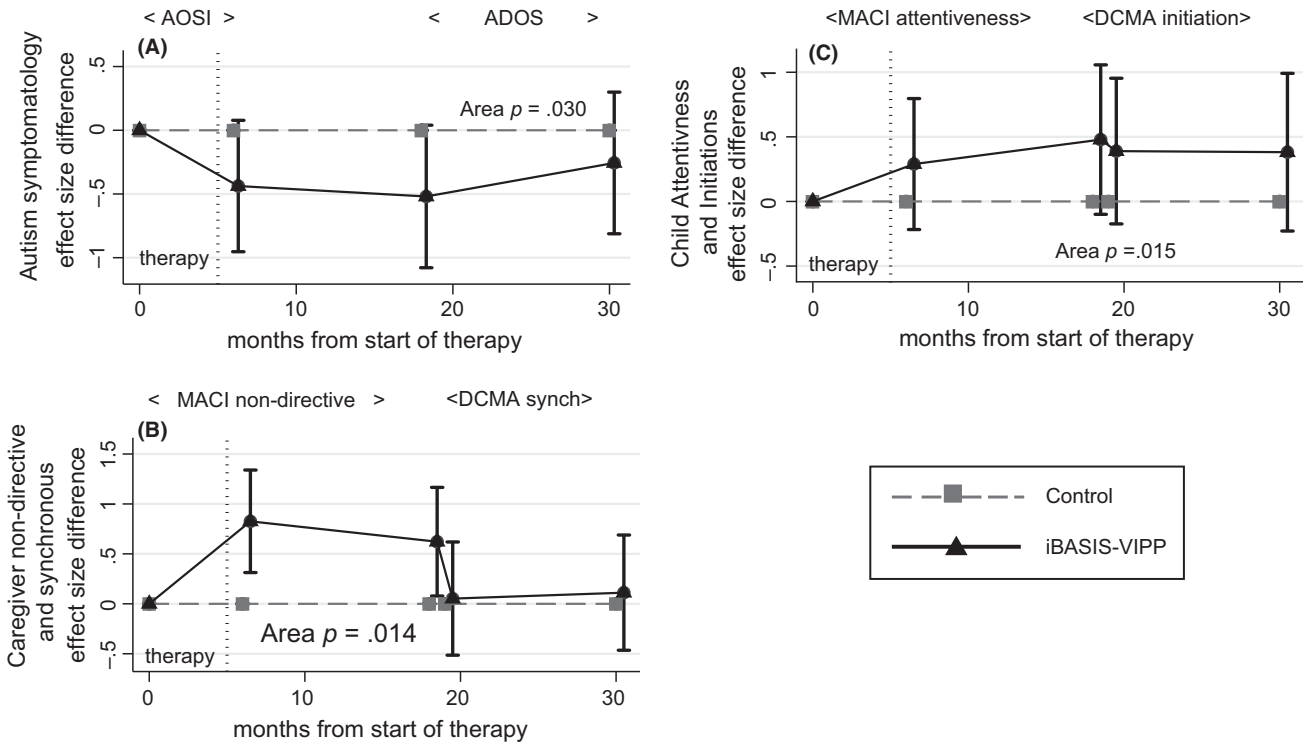 < AOSI >
< ADOS >
(A)
Autism symptomatology
effect size difference
.5
0
−.5
−1
Area p = .030
therapy
0 10 20 30
months from start of therapy
<MACI attentiveness> <DCMA initiation>
(C)
Child Attentivness
and Initiations
effect size difference
1
.5
0
−.5
Area p =.015
therapy
0 10 20 30
months from start of therapy
< MACI non-directive > <DCMA synch>
(B)
Caregiver non-directive
and synchronous
effect size difference
1.5
1
.5
0
−.5
Area p = .014
therapy
0 10 20 30
months from start of therapy
Control
iBASIS-VIPP